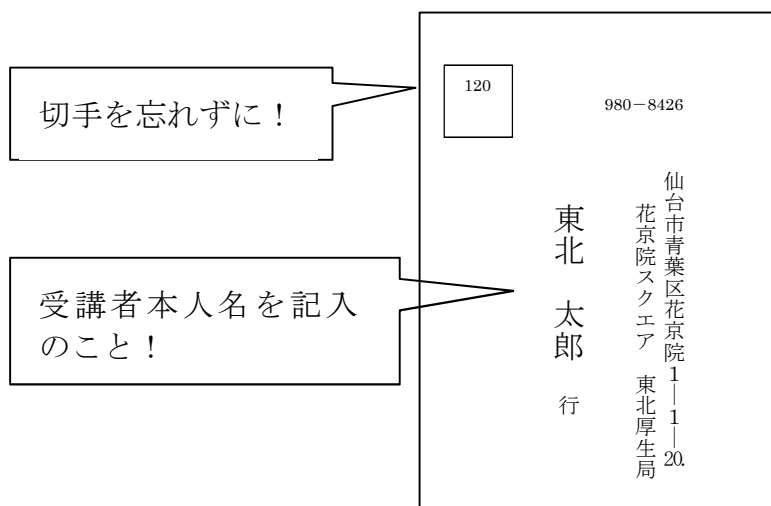 切手を忘れずに！
受講者本人名を記入
のこと！
120
980－8426
仙台市青葉区花京院1―1―20.
花京院スクエア　東北厚生局
東北　太郎　行